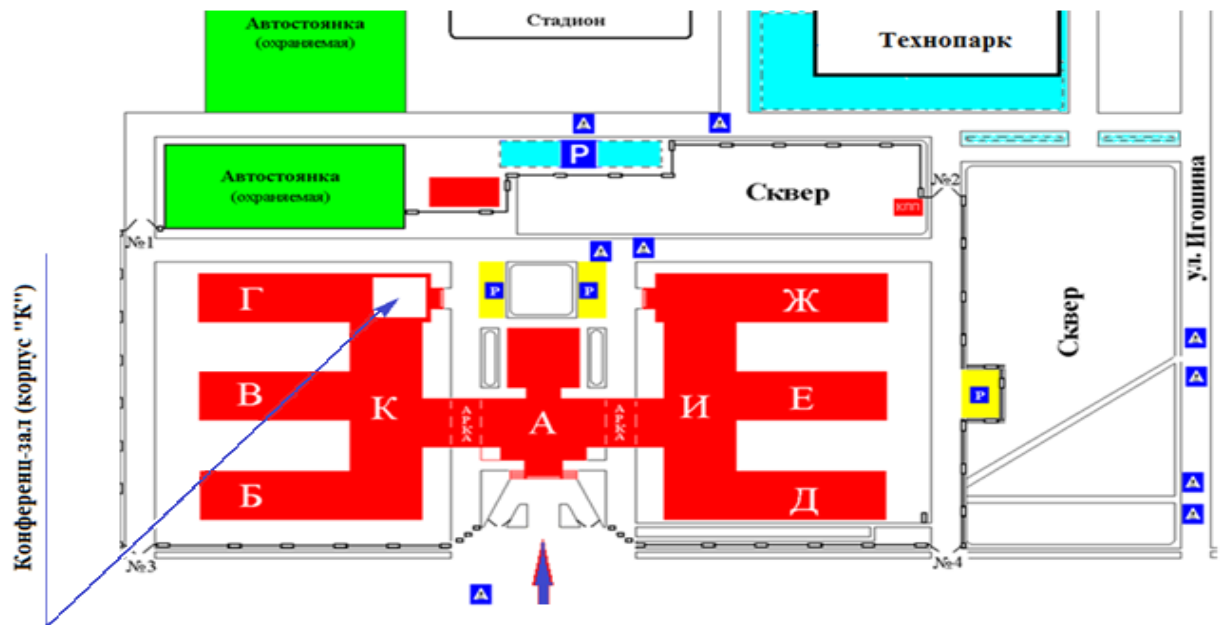 Автостоянка
(охраняемая)
Стадион
Технопарк
P
Автостоянка
(охраняемая)
Сквер
№2
КПП
№1
ул. Игошина
Конференц-зал (корпус "К")
Г
P
P
Ж
Сквер
В
К
АРКА
А
АРКА
И
Е
P
Б
Д
№3
№4